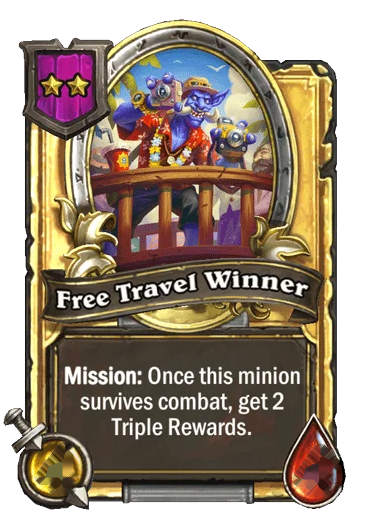 Free Travel Winner
Mission: Once this minion
survives combat, get 2
Triple Rewards.